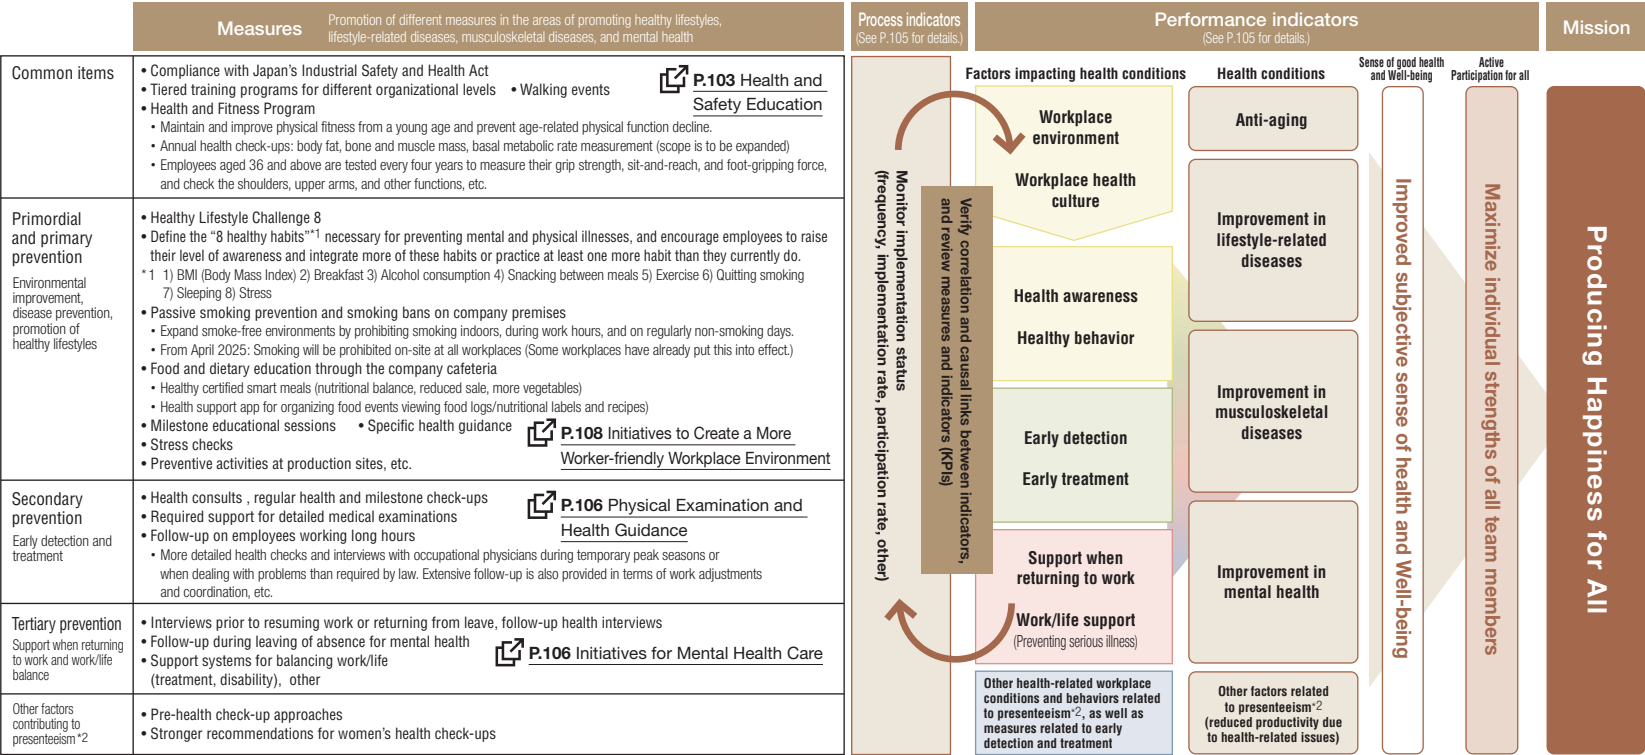 Measures
Promotion of different measures in the areas of promoting healthy lifestyles,
lifestyle-related diseases, musculoskeletal diseases, and mental health
Process indicators
(See P.105 for details.)
Performance indicators
(See P.105 for details.)
Mission
Common items
• Compliance with Japan's Industrial Safety and Health Act
• Tiered training programs for different organizational levels • Walking events
• Health and Fitness Program
• Maintain and improve physical fitness from a young age and prevent age-related physical function decline.
• Annual health check-ups: body fat, bone and muscle mass, basal metabolic rate measurement (scope is to be expanded)
• Employees aged 36 and above are tested every four years to measure their grip strength, sit-and-reach, and foot-gripping force,
and check the shoulders, upper arms, and other functions, etc.
P.103 Health and
Safety Education
Primordial
and primary
prevention
Environmental
improvement,
disease prevention,
promotion of
healthy lifestyles
• Healthy Lifestyle Challenge 8
• Define the “8 healthy habits”*1 necessary for preventing mental and physical illnesses, and encourage employees to raise
their level of awareness and integrate more of these habits or practice at least one more habit than they currently do.
*1 1) BMI (Body Mass Index) 2) Breakfast 3) Alcohol consumption 4) Snacking between meals 5) Exercise 6) Quitting smoking
7) Sleeping 8) Stress
• Passive smoking prevention and smoking bans on company premises
• Expand smoke-free environments by prohibiting smoking indoors, during work hours, and on regularly non-smoking days.
• From April 2025: Smoking will be prohibited on-site at all workplaces (Some workplaces have already put this into effect.)
• Food and dietary education through the company cafeteria
• Healthy certified smart meals (nutritional balance, reduced sale, more vegetables)
• Health support app for organizing food events viewing food logs/nutritional labels and recipes)
• Milestone educational sessions • Specific health guidance
• Stress checks
• Preventive activities at production sites, etc.
P.108 Initiatives to Create a More
Worker-friendly Workplace Environment
Secondary
prevention
Early detection and
treatment
• Health consults , regular health and milestone check-ups
• Required support for detailed medical examinations
• Follow-up on employees working long hours
• More detailed health checks and interviews with occupational physicians during temporary peak seasons or
when dealing with problems than required by law. Extensive follow-up is also provided in terms of work adjustments
and coordination, etc.
P.106 Physical Examination and
Health Guidance
Tertiary prevention
Support when returning
to work and work/life
balance
• Interviews prior to resuming work or returning from leave, follow-up health interviews
• Follow-up during leaving of absence for mental health
• Support systems for balancing work/life
(treatment, disability), other
P.106 Initiatives for Mental Health Care
Other factors
contributing to
presenteeism*2
• Pre-health check-up approaches
• Stronger recommendations for women's health check-ups
Monitor implementation status
(frequency, implementation rate, participation rate, other)
Verify correlation and causal links between indicators,
and review measures and indicators (KPIs)
Factors impacting health conditions
Workplace
environment
Workplace health
culture
Health awareness
Healthy behavior
Early detection
Early treatment
Support when
returning to work
Work/life support
(Preventing serious illness)
Other health-related workplace
conditions and behaviors related
to presenteeism*2, as well as
measures related to early
detection and treatment
Health conditions
Anti-aging
Improvement in
lifestyle-related
diseases
Improvement in
musculoskeletal
diseases
Improvement in
mental health
Other factors related
to presenteeism*2
(reduced productivity due
to health-related issues)
Sense of good health
and Well-being
Improved subjective sense of health and Well-being
Active
Participation for all
Maximize individual strengths of all team members
Producing Happiness for All